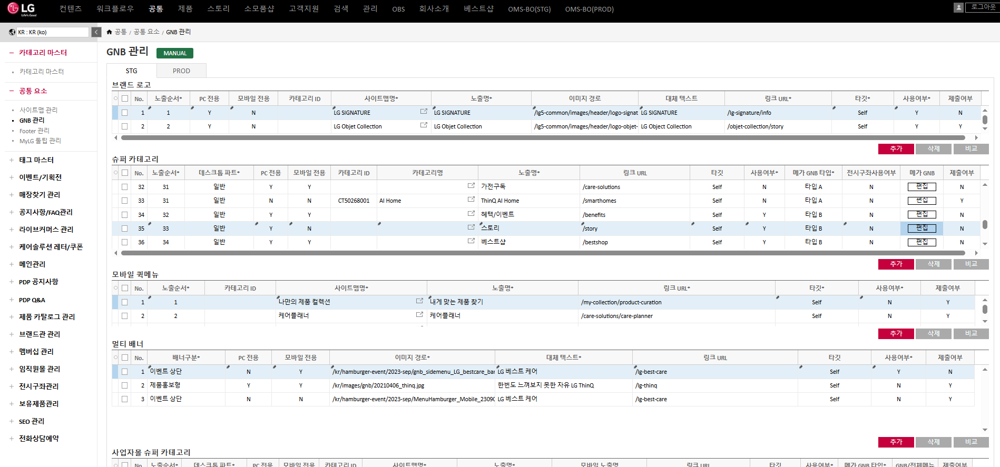 LG
Life's Good
컨텐츠 워크플로우 공통 제품 스토리 소모품샵 고객지원 검색 관리 OBS 회사소개 베스트샵 OMS-BO(STG) OMS-BO(PROD) 로그아웃
KR : KR (ko)
공통 / 공통 요소 / GNB 관리
카테고리 마스터
카테고리 마스터
공통 요소
사이트맵 관리
GNB 관리
Footer 관리
MyLG 툴팁 관리
태그 마스터
이벤트/기획전
매장찾기 관리
공지사항/FAQ관리
라이브커머스 관리
케어솔루션 레터/쿠폰
메인관리
PDP 공지사항
PDP Q&A
제품 카탈로그 관리
브랜드관 관리
멤버십 관리
임직원몰 관리
전시구좌관리
보유제품관리
SEO 관리
전화상담예약
GNB 관리 MANUAL
STG PROD
브랜드 로고
No. 노출순서* PC 전용 모바일 전용 카테고리 ID 사이트맵명* 노출명* 이미지 경로 대체 텍스트 링크 URL* 타깃* 사용여부* 제출여부
1 1 Y N LG SIGNATURE LG SIGNATURE /lg5-common/images/header/logo-signat LG SIGNATURE /lg-signature/info Self Y N
2 2 Y N LG Objet Collection LG Objet Collection /lg5-common/images/header/logo-objet- LG Object Collection /objet-collection/story Self Y Y
추가 삭제 비교
슈퍼 카테고리
No. 노출순서* 데스크톱 파트* PC 전용 모바일 전용 카테고리 ID 카테고리명 노출명* 링크 URL 타깃 사용여부* 메가 GNB 타입* 전시구좌사용여부 메가 GNB 제출여부
32 31 일반 Y Y 가전구독 /care-solutions Self N 타입 A N 편집 N
33 31 일반 N N CT50268001 AI Home ThinQ AI Home /smarthomes Self N 타입 A N 편집 Y
34 32 일반 Y Y 혜택/이벤트 /benefits Self Y 타입 B N 편집 N
35 33 일반 Y N 스토리 /story Self Y 타입 B N 편집 N
36 34 일반 Y Y 베스트샵 /bestshop Self Y 타입 B N 편집 N
추가 삭제 비교
모바일 퀵메뉴
No. 노출순서* 카테고리 ID 사이트맵명* 노출명* 링크 URL* 타깃* 사용여부* 제출여부
1 1 나만의 제품 컬렉션 내게 맞는 제품 찾기 /my-collection/product-curation Self N Y
2 2 케어플래너 케어플래너 /care-solutions/care-planner Self N Y
추가 삭제 비교
멀티 배너
No. 배너구분* PC 전용 모바일 전용 이미지 경로* 대체 텍스트* 링크 URL 타깃 사용여부* 제출여부
1 이벤트 상단 N Y /kr/hamburger-event/2023-sep/gnb_sidemenu_LG_bestcare_bar LG 베스트 케어 /lg-best-care Self Y N
2 제품홍보형 Y Y /kr/images/gnb/20210406_thinq.jpg 한번도 느껴보지 못한 자유 LG ThinQ /lg-thinq Self N Y
3 이벤트 상단 N N /kr/hamburger-event/2023-sep/MenuHamburger_Mobile_2309 LG 베스트 케어 /lg-best-care Self N Y
추가 삭제 비교
사업자몰 슈퍼 카테고리
No. 노출순서* 데스크톱 파트* PC 전용 모바일 전용 카테고리 ID 사이트맵명* 노출명* 모바일 노출명 링크 URL 타깃 사용여부* 메가 GNB 타입* GNB/전체메뉴 제출여부